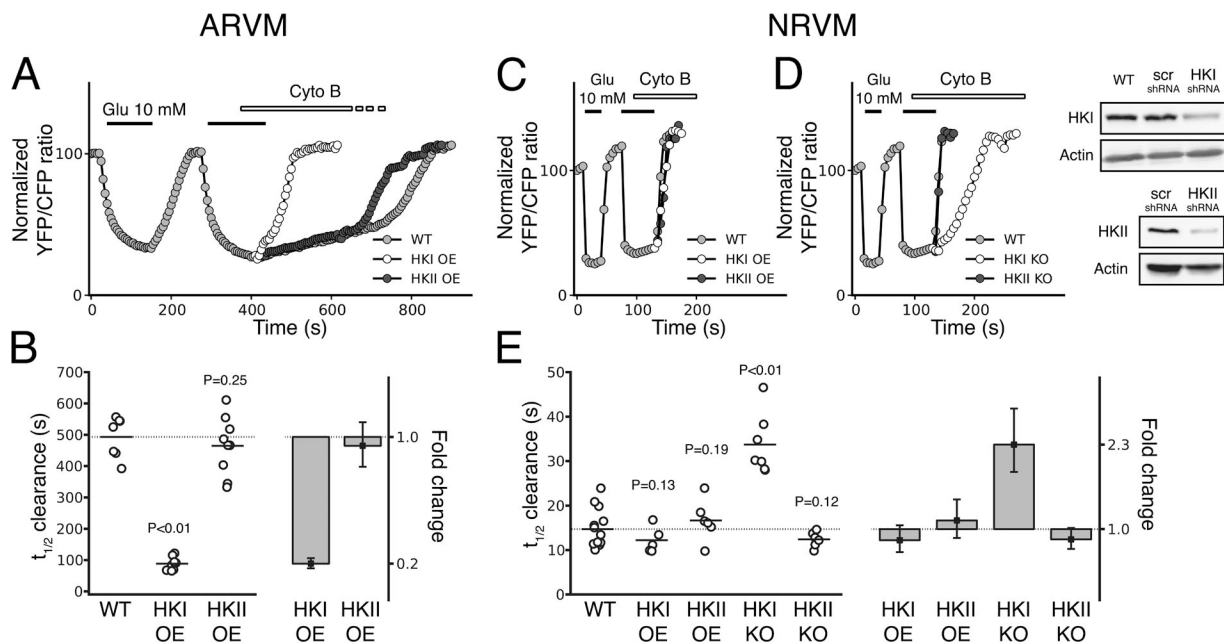 ARVM
NRVM
A
Normalized
YFP/CFP ratio
100
0
Glu 10 mM
Cyto B
WT
HKI OE
HKII OE
0
200
400
600
800
Time (s)
C
Normalized
YFP/CFP ratio
100
0
Glu
10 mM
Cyto B
WT
HKI OE
HKII OE
0
200
Time (s)
D
Normalized
YFP/CFP ratio
100
0
Glu
10 mM
Cyto B
WT
HKI KO
HKII KO
0
200
Time (s)
WT
scr
shRNA
HKI
shRNA
HKI
Actin
scr
shRNA
HKII
shRNA
HKII
Actin
B
t1/2 clearance (s)
700
600
500
400
300
200
100
0
P<0.01
P=0.25
WT
HKI
OE
HKII
OE
HKI
OE
HKII
OE
1.0
0.2
Fold change
E
t1/2 clearance (s)
50
40
30
20
10
0
P=0.13
P=0.19
P<0.01
P=0.12
WT
HKI
OE
HKII
OE
HKI
KO
HKII
KO
HKI
OE
HKII
OE
HKI
KO
HKII
KO
2.3
1.0
Fold change